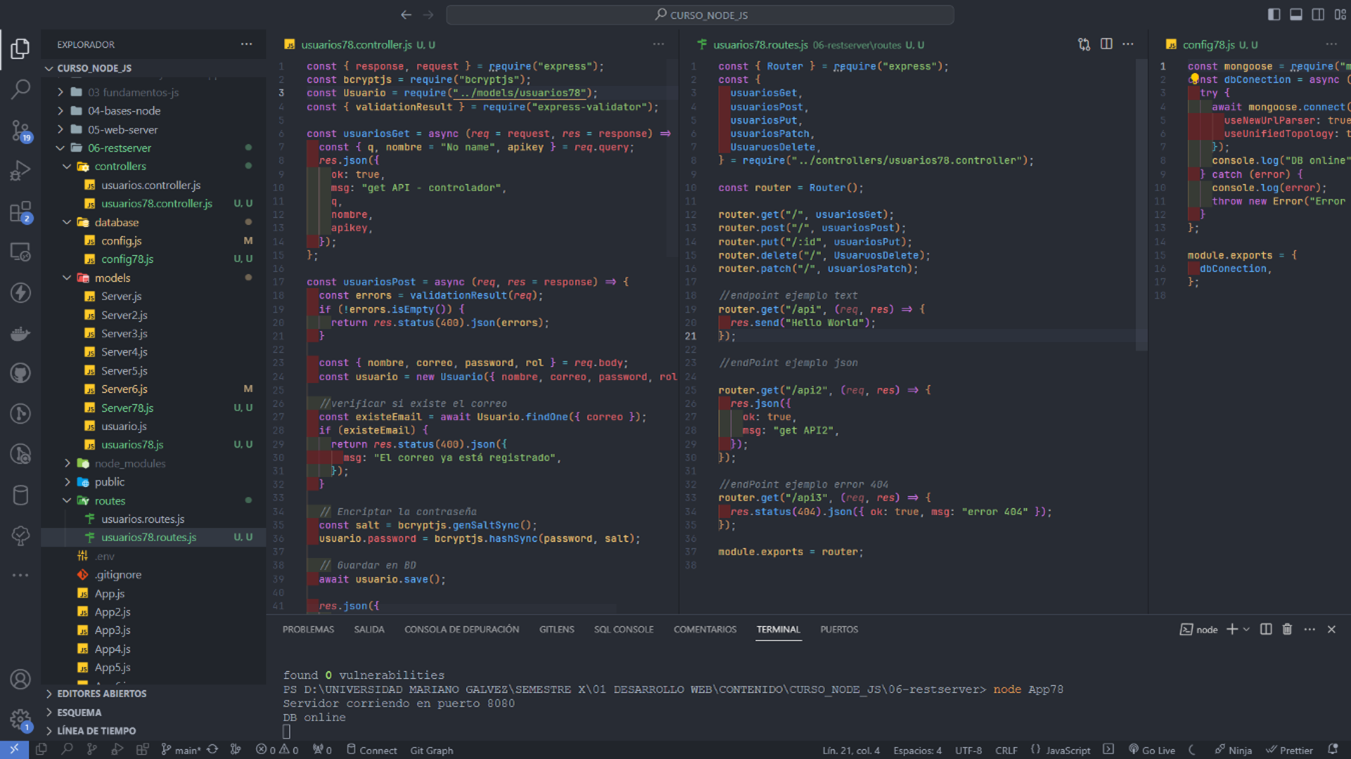 CURSO_NODE_JS
EXPLORADOR
CURSO_NODE_JS
03 fundamentos-js
04-bases-node
05-web-server
06-restserver
controllers
usuarios.controller.js
usuarios78.controller.js U, U
database
config.js M
config78.js U, U
models
Server.js
Server2.js
Server3.js
Server4.js
Server5.js
Server6.js M
Server78.js U, U
usuario.js
usuarios78.js U, U
node_modules
public
routes
usuarios.routes.js
usuarios78.routes.js U, U
.env
.gitignore
App.js
App2.js
App3.js
App4.js
App5.js
EDITORES ABIERTOS
ESQUEMA
LÍNEA DE TIEMPO
19
2
1
usuarios78.controller.js U, U
1 const { response, request } = require("express");
2 const bcryptjs = require("bcryptjs");
3 const Usuario = require("../models/usuarios78");
4 const { validationResult } = require("express-validator");
5
6 const usuariosGet = async (req = request, res = response) =>
7 const { q, nombre = "No name", apikey } = req.query;
8 res.json({
9 ok: true,
10 msg: "get API - controlador",
11 q,
12 nombre,
13 apikey,
14 });
15 };
16
17 const usuariosPost = async (req, res = response) => {
18 const errors = validationResult(req);
19 if (!errors.isEmpty()) {
20 return res.status(400).json(errors);
21 }
22
23 const { nombre, correo, password, rol } = req.body;
24 const usuario = new Usuario({ nombre, correo, password, rol
25
26 //verificar si existe el correo
27 const existeEmail = await Usuario.findOne({ correo });
28 if (existeEmail) {
29 return res.status(400).json({
30 msg: "El correo ya está registrado",
31 });
32 }
33
34 // Encriptar la contraseña
35 const salt = bcryptjs.genSaltSync();
36 usuario.password = bcryptjs.hashSync(password, salt);
37
38 // Guardar en BD
39 await usuario.save();
40
41 res.json({
usuarios78.routes.js 06-restserver\routes U, U
1 const { Router } = require("express");
2 const {
3 usuariosGet,
4 usuariosPost,
5 usuariosPut,
6 usuariosPatch,
7 UsuarvosDelete,
8 } = require("../controllers/usuarios78.controller");
9
10 const router = Router();
11
12 router.get("/", usuariosGet);
13 router.post("/", usuariosPost);
14 router.put("/:id", usuariosPut);
15 router.delete("/", UsuarvosDelete);
16 router.patch("/", usuariosPatch);
17
18 //endpoint ejemplo text
19 router.get("/api", (req, res) => {
20 res.send("Hello World");
21 });
22
23 //endPoint ejemplo json
24
25 router.get("/api2", (req, res) => {
26 res.json({
27 ok: true,
28 msg: "get API2",
29 });
30 });
31
32 //endPoint ejemplo error 404
33 router.get("/api3", (req, res) => {
34 res.status(404).json({ ok: true, msg: "error 404" });
35 });
36
37 module.exports = router;
38
config78.js U, U
1 const mongoose = require("m
2 const dbConection = async (
3 try {
4 await mongoose.connect(
5 useNewUrlParser: true
6 useUnifiedTopology: t
7 });
8 console.log("DB online"
9 } catch (error) {
10 console.log(error);
11 throw new Error("Error
12 }
13 };
14
15 module.exports = {
16 dbConection,
17 };
18
PROBLEMAS SALIDA CONSOLA DE DEPURACIÓN GITLENS SQL CONSOLE COMENTARIOS TERMINAL PUERTOS
node
found 0 vulnerabilities
PS D:\UNIVERSIDAD MARIANO GALVEZ\SEMESTRE X\01 DESARROLLO WEB\CONTENIDO\CURSO_NODE_JS\06-restserver> node App78
Servidor corriendo en puerto 8080
DB online
main* 0 0 0 Connect Git Graph Lín. 21, col. 4 Espacios: 4 UTF-8 CRLF JavaScript Go Live Ninja Prettier